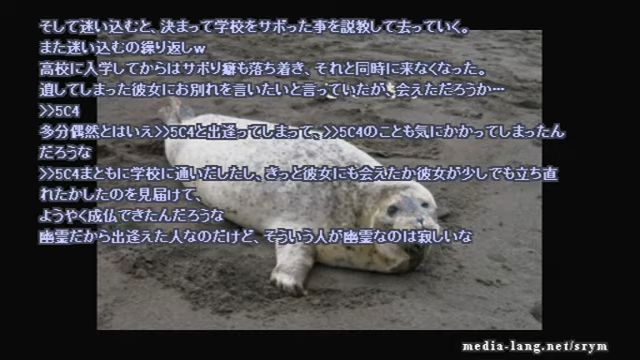 そして迷い込むと、決まって学校をサボった事を説教して去っていく。
また迷い込むの繰り返しw
高校に入学してからはサボり癖も落ち着き、それと同時に来なくなった。
遺してしまった彼女にお別れを言いたいと言っていたが、会えただろうか…
>>5C4
多分偶然とはいえ>>5C4と出逢ってしまって、>>5C4のことも気にかかってしまったん
だろうな
>>5C4まともに学校に通いだしたし、きっと彼女にも会えたか彼女が少しでも立ち直
れたかしたのを見届けて、
ようやく成仏できたんだろうな
幽霊だから出逢えた人なのだけど、そういう人が幽霊なのは寂しいな
media-lang.net/srym